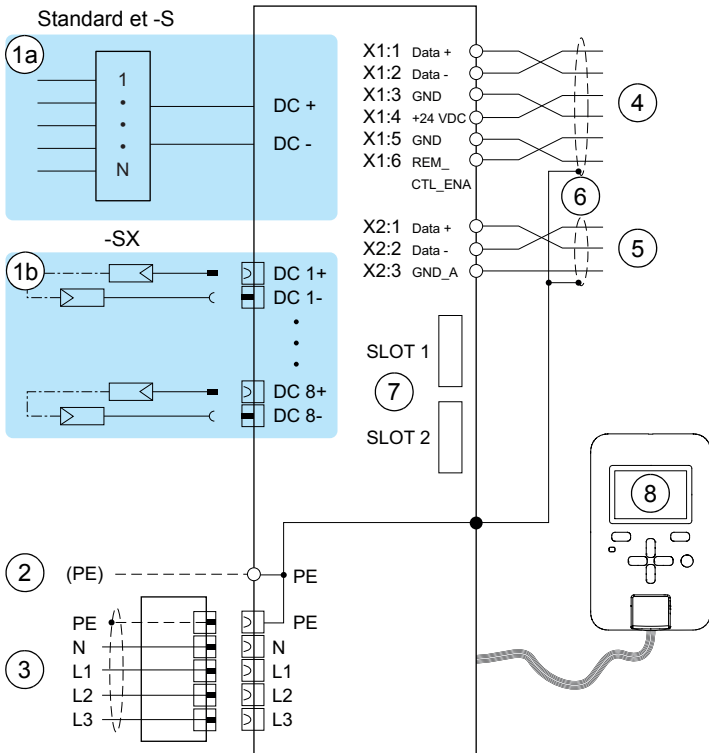 Standard et -S
1a
1
N
DC +
DC -
-SX
1b
DC 1+
DC 1-
DC 8+
DC 8-
X1:1 Data +
X1:2 Data -
X1:3 GND
X1:4 +24 VDC
X1:5 GND
X1:6 REM_
CTL_ENA
4
6
X2:1 Data +
X2:2 Data -
X2:3 GND_A
5
SLOT 1
7
SLOT 2
8
2 (PE) PE
PE PE
N N
3
L1 L1
L2 L2
L3 L3